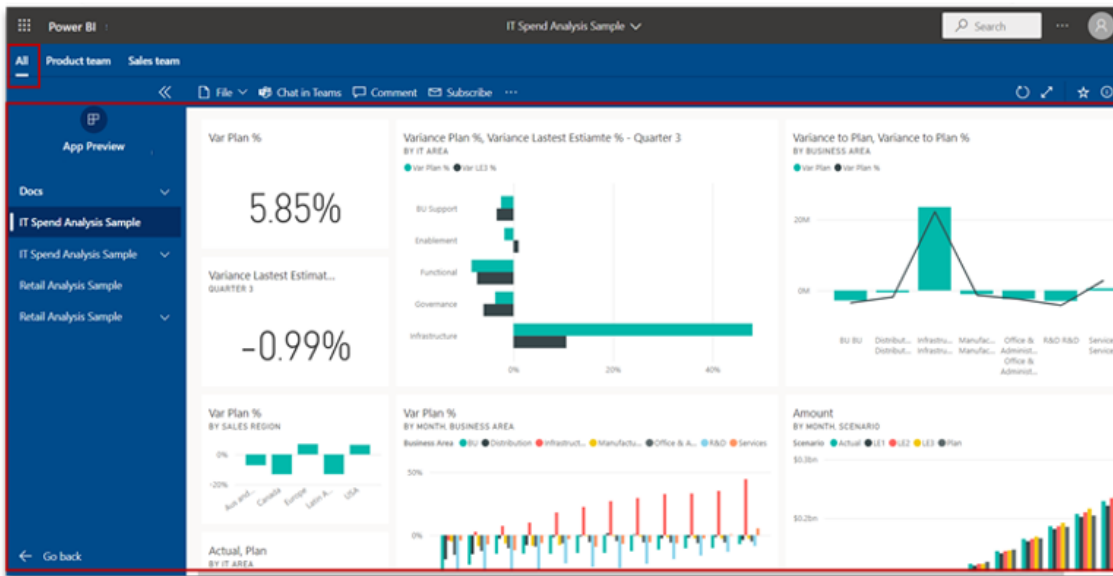 Power BI
IT Spend Analysis Sample
Search
All Product team Sales team
File Chat in Teams Comment Subscribe ...
App Preview
Docs
IT Spend Analysis Sample
IT Spend Analysis Sample
Retail Analysis Sample
Retail Analysis Sample
Go back
Var Plan %
5.85%
Variance Lastest Estimat...
QUARTER 3
-0.99%
Var Plan %
BY SALES REGION
0%
-20%
Aus and...
Canada
Europe
Latin A...
USA
Actual, Plan
BY IT AREA
Variance Plan %, Variance Lastest Estiamte % - Quarter 3
BY IT AREA
Var Plan % Var LE3 %
BU Support
Enablement
Functional
Governance
Infrastructure
0% 20% 40%
Var Plan %
BY MONTH, BUSINESS AREA
Business Area BU Distribution Infrastruct... Manufactu... Office & A... R&D Services
50%
0%
Variance to Plan, Variance to Plan %
BY BUSINESS AREA
Var Plan Var Plan %
20M
0M
BU BU Distribut... Infrastru... Manufac... Office & R&D R&D Service
Distribut... Infrastru... Manufac... Administ... Service
Office &
Administ...
Amount
BY MONTH, SCENARIO
Scenario Actual LE1 LE2 LE3 Plan
$0.3bn
$0.2bn